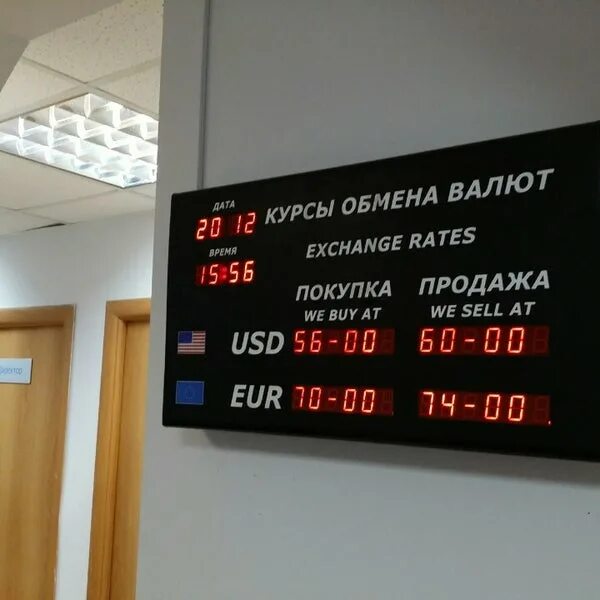 ДАТА
20 12
КУРСЫ ОБМЕНА ВАЛЮТ
ВРЕМЯ
15:56
EXCHANGE RATES
ПОКУПКА ПРОДАЖА
WE BUY AT WE SELL AT
USD 56-00 60-00
EUR 70-00 74-00